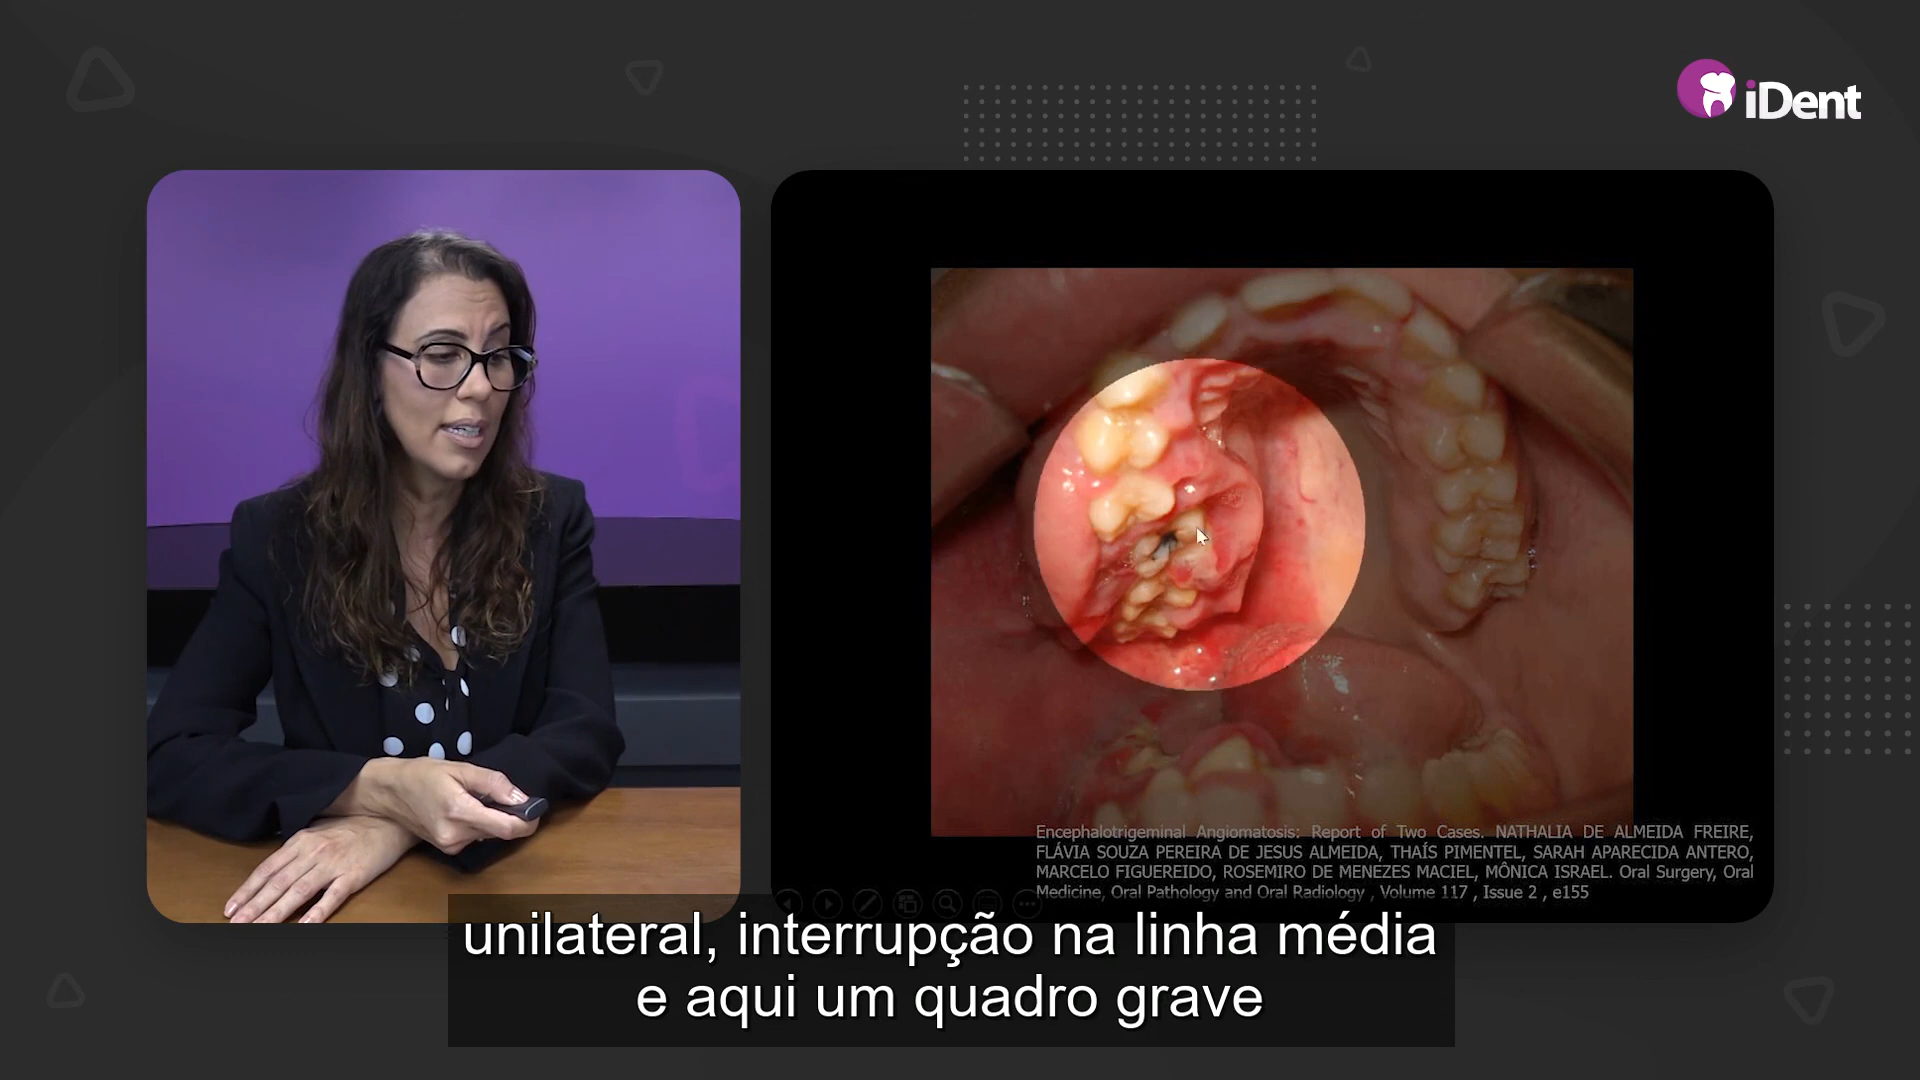 iDent
Encephalotrigeminal Angiomatosis: Report of Two Cases. NATHALIA DE ALMEIDA FREIRE,
FLÁVIA SOUZA PEREIRA DE JESUS ALMEIDA, THAÍS PIMENTEL, SARAH APARECIDA ANTERO,
MARCELO FIGUEREIDO, ROSEMIRO DE MENEZES MACIEL, MÔNICA ISRAEL. Oral Surgery, Oral
Medicine, Oral Pathology and Oral Radiology , Volume 117 , Issue 2 , e155
unilateral, interrupção na linha média
e aqui um quadro grave